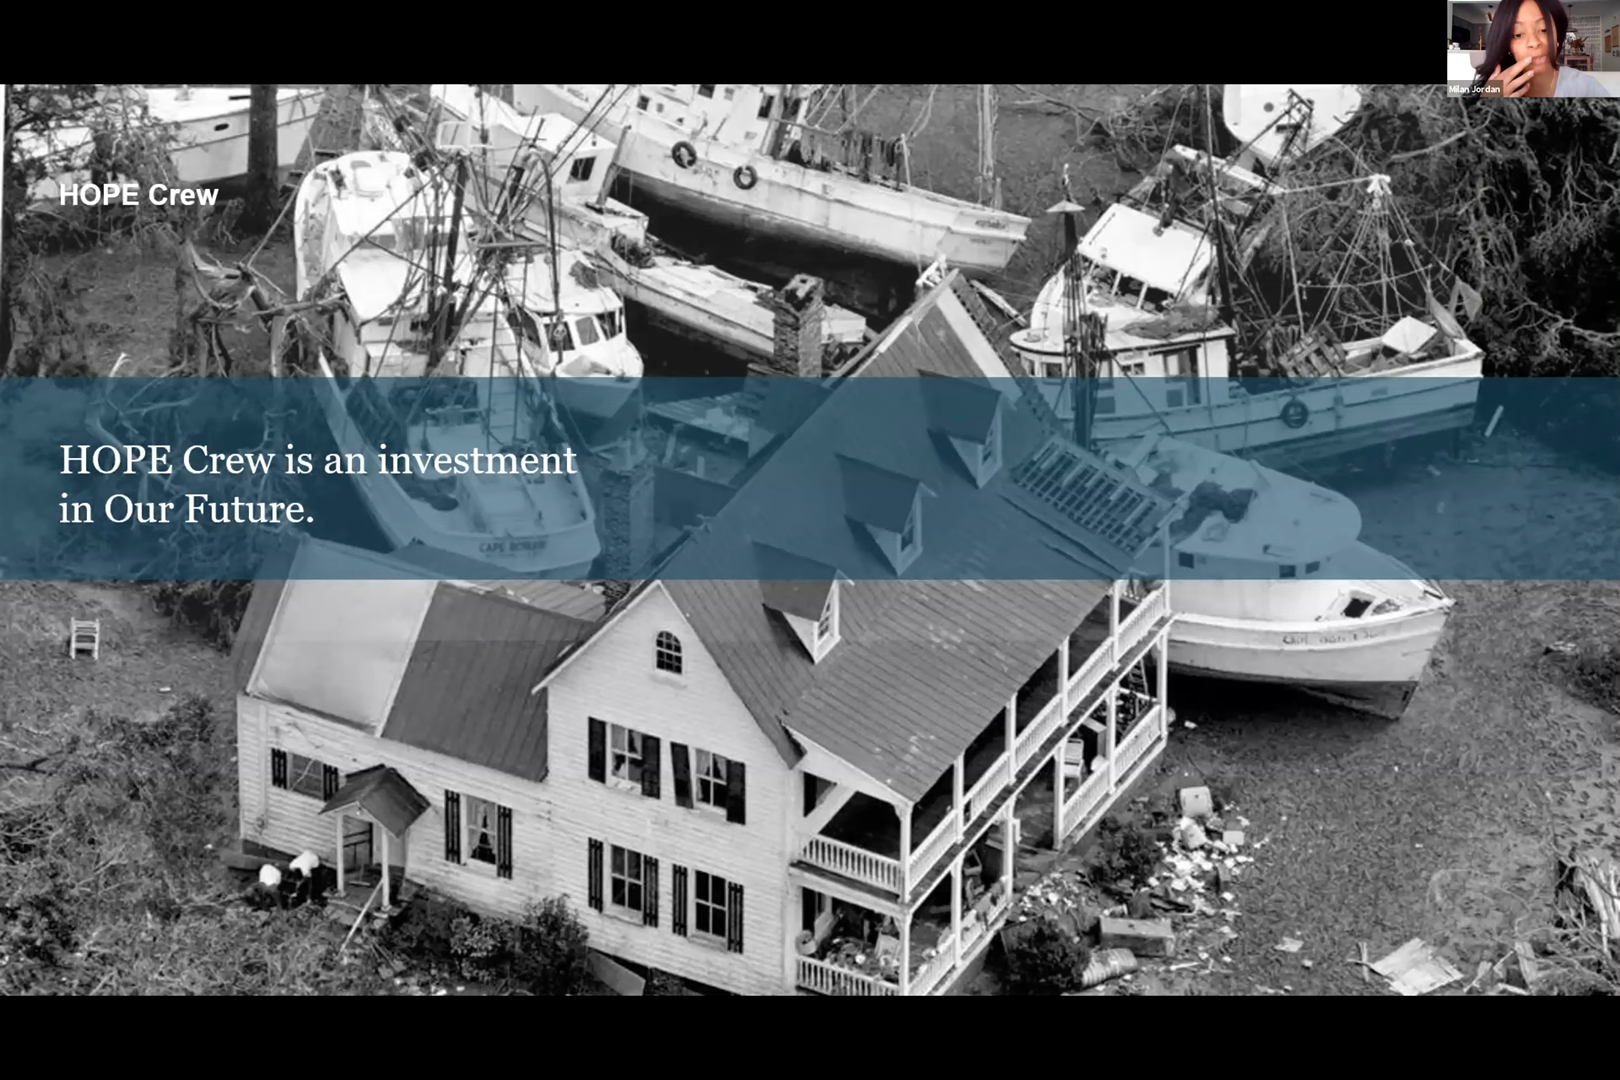 Milan Jordan
HOPE Crew
HOPE Crew is an investment
in Our Future.